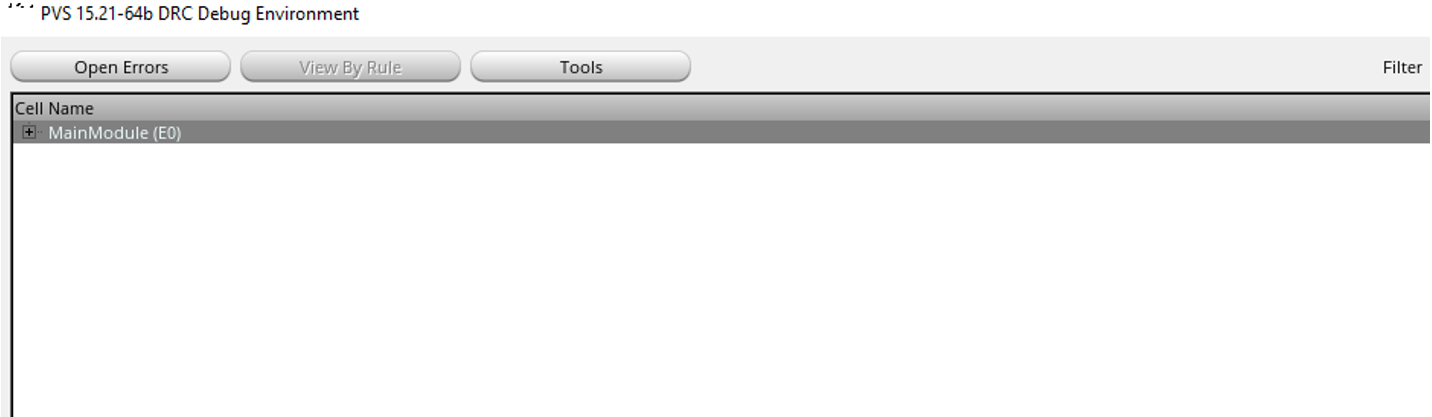 PVS 15.21-64b DRC Debug Environment
Open Errors View By Rule Tools Filter
Cell Name
MainModule (E0)